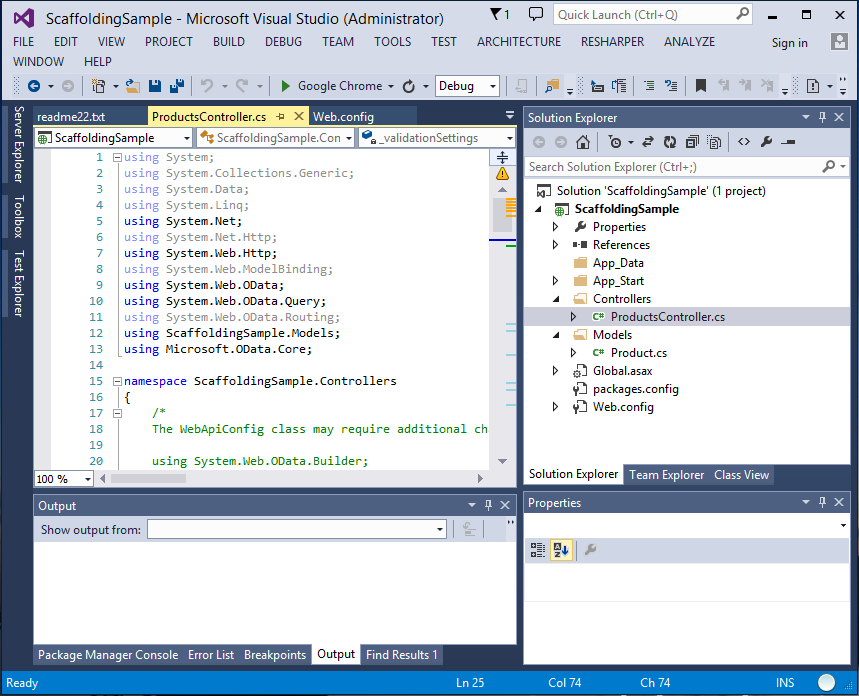 ScaffoldingSample - Microsoft Visual Studio (Administrator)
1
Quick Launch (Ctrl+Q)
FILE EDIT VIEW PROJECT BUILD DEBUG TEAM TOOLS TEST ARCHITECTURE RESHARPER ANALYZE
Sign in
WINDOW HELP
Google Chrome
Debug
Server Explorer
Toolbox
Test Explorer
readme22.txt ProductsController.cs Web.config
ScaffoldingSample ScaffoldingSample.Con _validationSettings
1 using System;
2 using System.Collections.Generic;
3 using System.Data;
4 using System.Linq;
5 using System.Net;
6 using System.Net.Http;
7 using System.Web.Http;
8 using System.Web.ModelBinding;
9 using System.Web.OData;
10 using System.Web.OData.Query;
11 using System.Web.OData.Routing;
12 using ScaffoldingSample.Models;
13 using Microsoft.OData.Core;
14
15 namespace ScaffoldingSample.Controllers
16 {
17 /*
18 The WebApiConfig class may require additional ch
19
20 using System.Web.OData.Builder;
100 %
Output
Show output from:
Package Manager Console Error List Breakpoints Output Find Results 1
Solution Explorer
Search Solution Explorer (Ctrl+;)
Solution 'ScaffoldingSample' (1 project)
ScaffoldingSample
Properties
References
App_Data
App_Start
Controllers
C# ProductsController.cs
Models
C# Product.cs
Global.asax
packages.config
Web.config
Solution Explorer Team Explorer Class View
Properties
Ready Ln 25 Col 74 Ch 74 INS